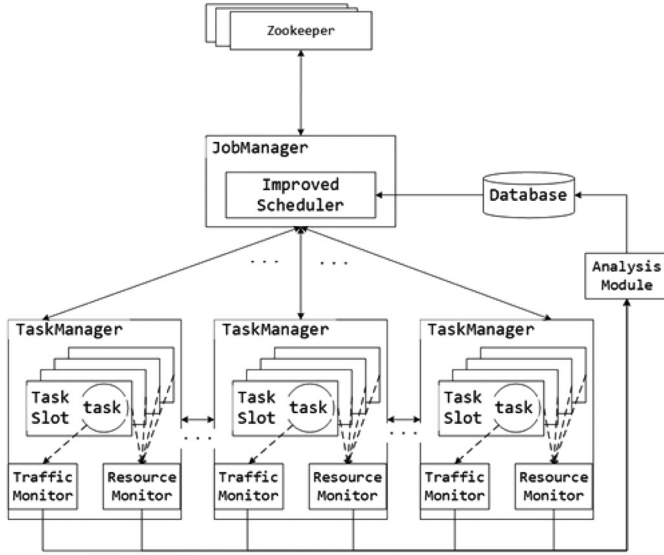 Zookeeper
JobManager
Improved
Scheduler
Database
Analysis
Module
. . .
. . .
TaskManager
Task
Slot
task
Traffic
Monitor
Resource
Monitor
. . .
TaskManager
Task
Slot
task
Traffic
Monitor
Resource
Monitor
. . .
TaskManager
Task
Slot
task
Traffic
Monitor
Resource
Monitor